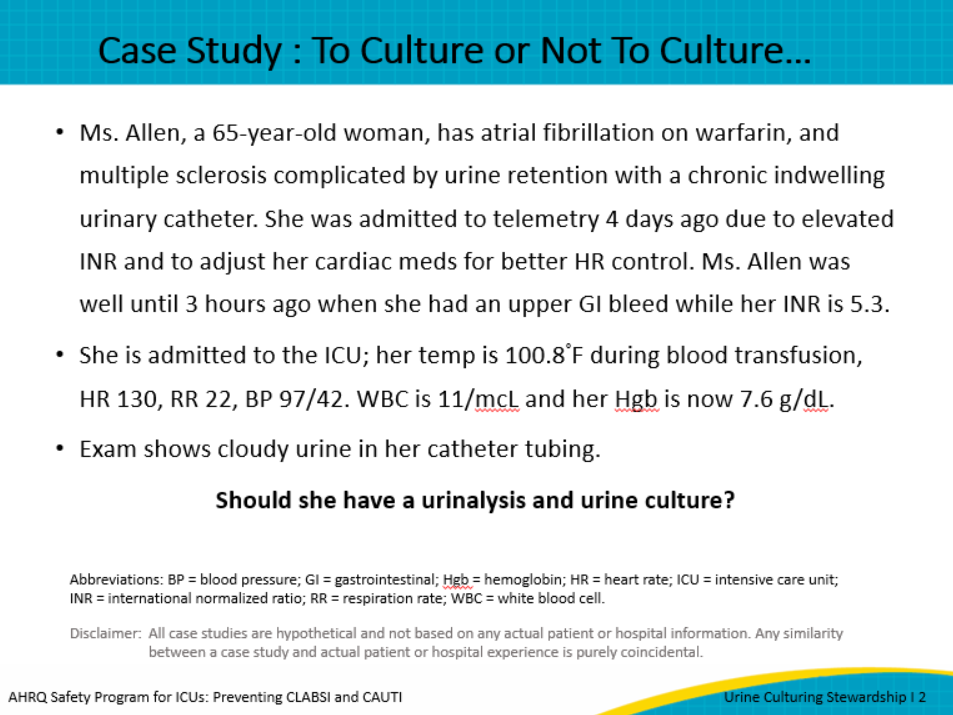 Case Study : To Culture or Not To Culture...
• Ms. Allen, a 65-year-old woman, has atrial fibrillation on warfarin, and
multiple sclerosis complicated by urine retention with a chronic indwelling
urinary catheter. She was admitted to telemetry 4 days ago due to elevated
INR and to adjust her cardiac meds for better HR control. Ms. Allen was
well until 3 hours ago when she had an upper GI bleed while her INR is 5.3.
• She is admitted to the ICU; her temp is 100.8°F during blood transfusion,
HR 130, RR 22, BP 97/42. WBC is 11/mcL and her Hgb is now 7.6 g/dL.
• Exam shows cloudy urine in her catheter tubing.
Should she have a urinalysis and urine culture?
Abbreviations: BP = blood pressure; GI = gastrointestinal; Hgb = hemoglobin; HR = heart rate; ICU = intensive care unit;
INR = international normalized ratio; RR = respiration rate; WBC = white blood cell.
Disclaimer: All case studies are hypothetical and not based on any actual patient or hospital information. Any similarity
between a case study and actual patient or hospital experience is purely coincidental.
AHRQ Safety Program for ICUs: Preventing CLABSI and CAUTI
Urine Culturing Stewardship I 2